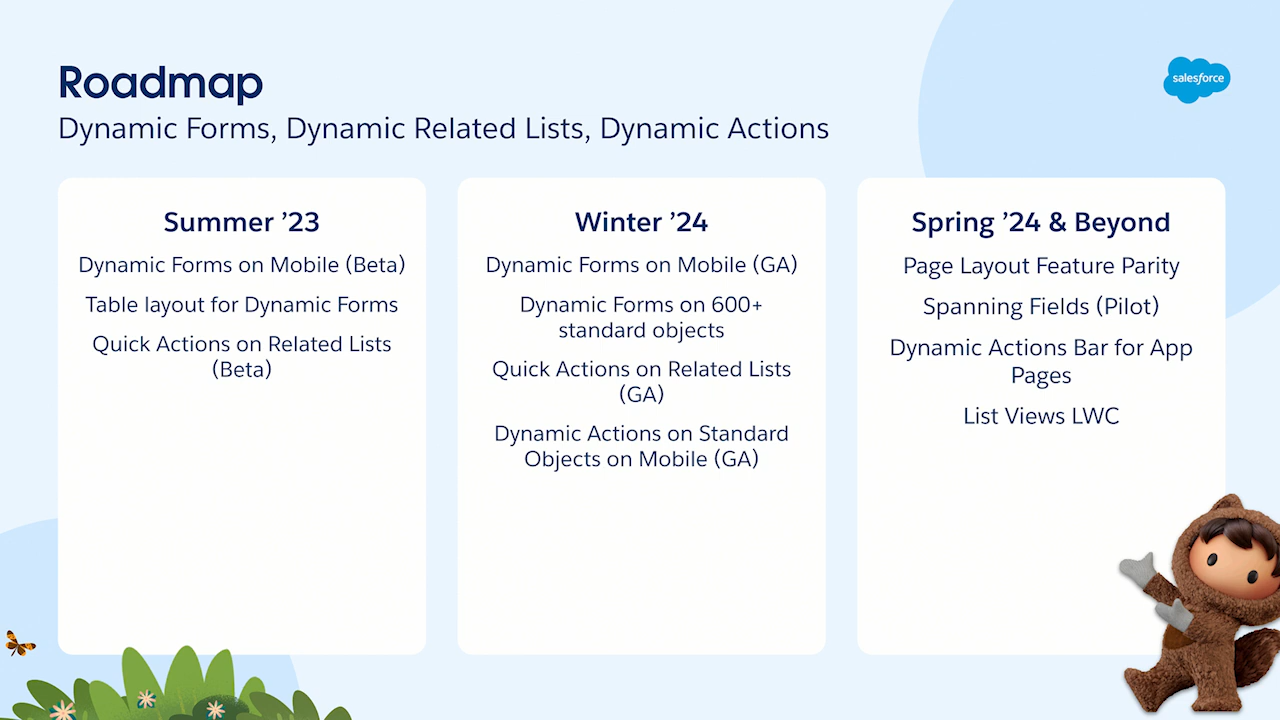 Roadmap
salesforce
Dynamic Forms, Dynamic Related Lists, Dynamic Actions
Summer ’23
Dynamic Forms on Mobile (Beta)
Table layout for Dynamic Forms
Quick Actions on Related Lists
(Beta)
Winter ’24
Dynamic Forms on Mobile (GA)
Dynamic Forms on 600+
standard objects
Quick Actions on Related Lists
(GA)
Dynamic Actions on Standard
Objects on Mobile (GA)
Spring ’24 & Beyond
Page Layout Feature Parity
Spanning Fields (Pilot)
Dynamic Actions Bar for App
Pages
List Views LWC